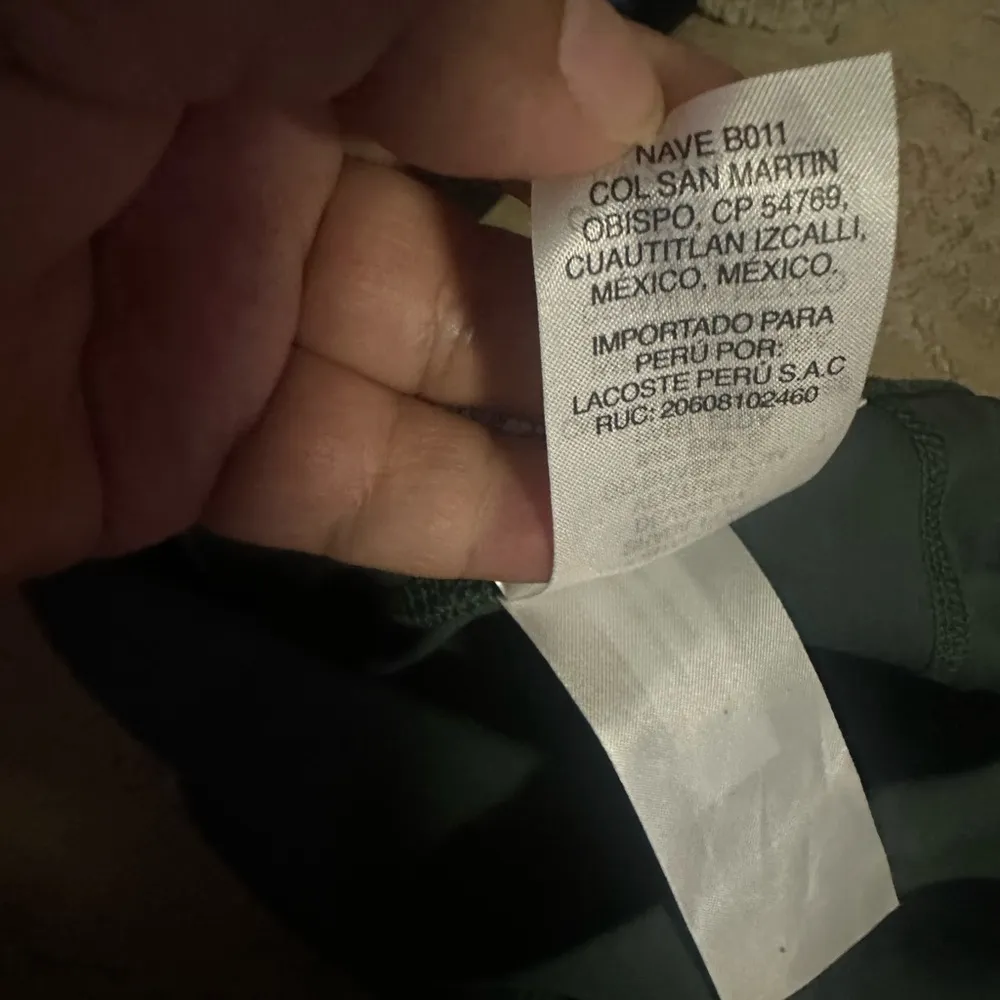 NAVE B011
COL SAN MARTIN
OBISPO, CP 54769,
CUAUTITLAN IZCALLI,
MEXICO, MÉXICO.
IMPORTADO PARA
PERÚ POR:
LACOSTE PERÚ S.A.C
RUC: 20608102460